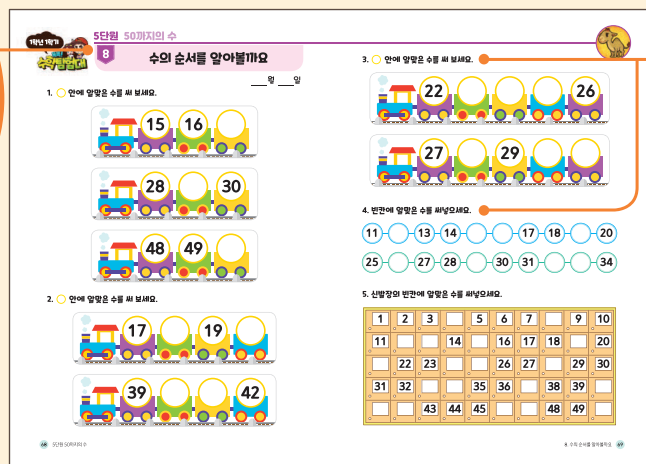 1학년 1학기
수학탐험대
5단원 50까지의 수
8 수의 순서를 알아볼까요
월 일
1. 안에 알맞은 수를 써 보세요.
15 16
28 30
48 49
2. 안에 알맞은 수를 써 보세요.
17 19
39 42
68 5단원 50까지의 수
3. 안에 알맞은 수를 써 보세요.
22 26
27 29
4. 빈칸에 알맞은 수를 써넣으세요.
11 13 14 17 18 20
25 27 28 30 31 34
5. 신발장의 빈칸에 알맞은 수를 써넣으세요.
1 2 3 5 6 7 9 10
11 14 16 17 18 20
22 23 26 27 29 30
31 32 35 36 38 39
43 44 45 48 49
8. 수의 순서를 알아볼까요 69